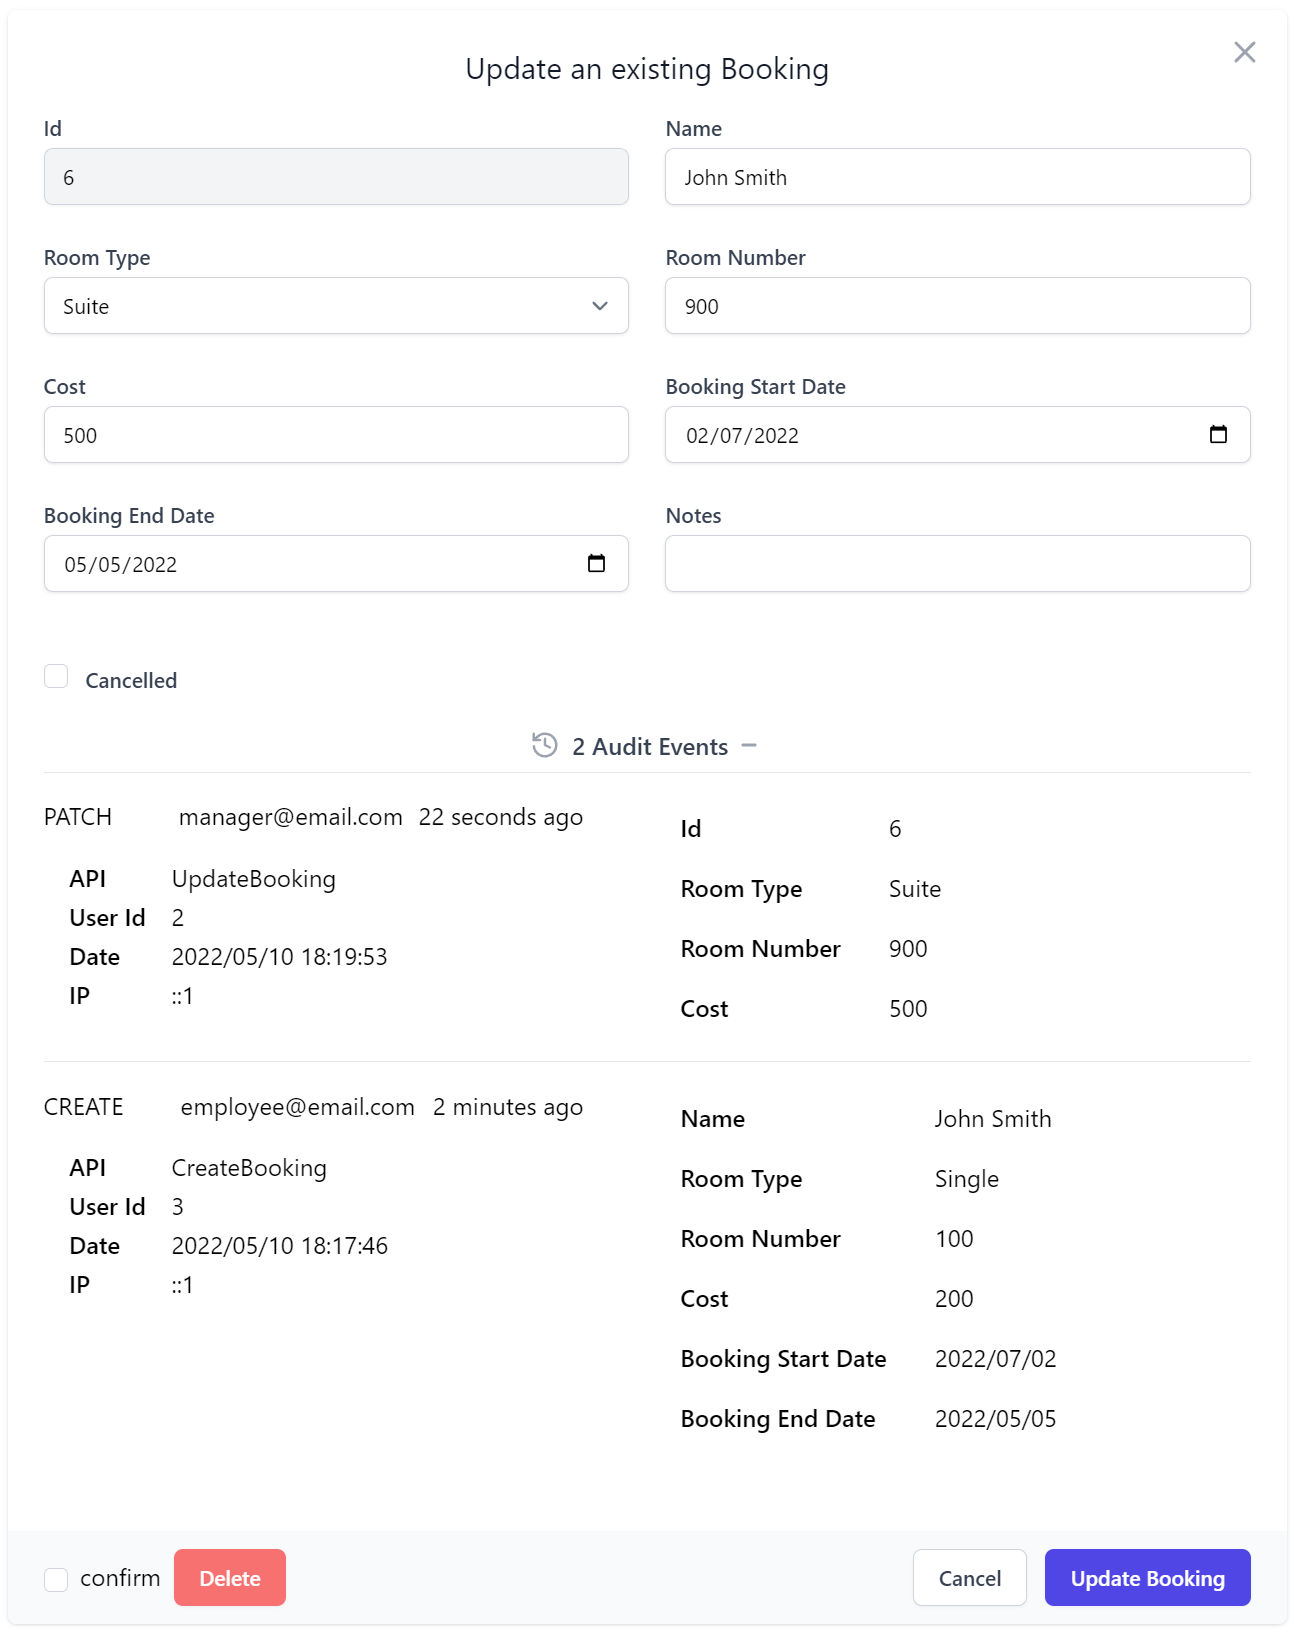 Update an existing Booking
Id
Name
6
John Smith
Room Type
Room Number
Suite
900
Cost
Booking Start Date
500
02/07/2022
Booking End Date
Notes
05/05/2022
Cancelled
2 Audit Events
PATCH manager@email.com 22 seconds ago
API UpdateBooking
User Id 2
Date 2022/05/10 18:19:53
IP ::1
Id 6
Room Type Suite
Room Number 900
Cost 500
CREATE employee@email.com 2 minutes ago
API CreateBooking
User Id 3
Date 2022/05/10 18:17:46
IP ::1
Name John Smith
Room Type Single
Room Number 100
Cost 200
Booking Start Date 2022/07/02
Booking End Date 2022/05/05
confirm Delete Cancel Update Booking